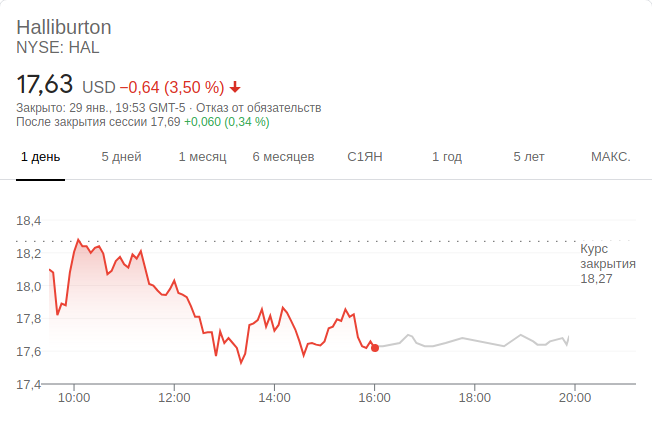 Halliburton
NYSE: HAL
17,63 USD −0,64 (3,50 %)
Закрыто: 29 янв., 19:53 GMT-5 · Отказ от обязательств
После закрытия сессии 17,69 +0,060 (0,34 %)
1 день 5 дней 1 месяц 6 месяцев С1ЯН 1 год 5 лет МАКС.
18,4
18,2
Курс
закрытия
18,27
18,0
17,8
17,6
17,4
10:00 12:00 14:00 16:00 18:00 20:00